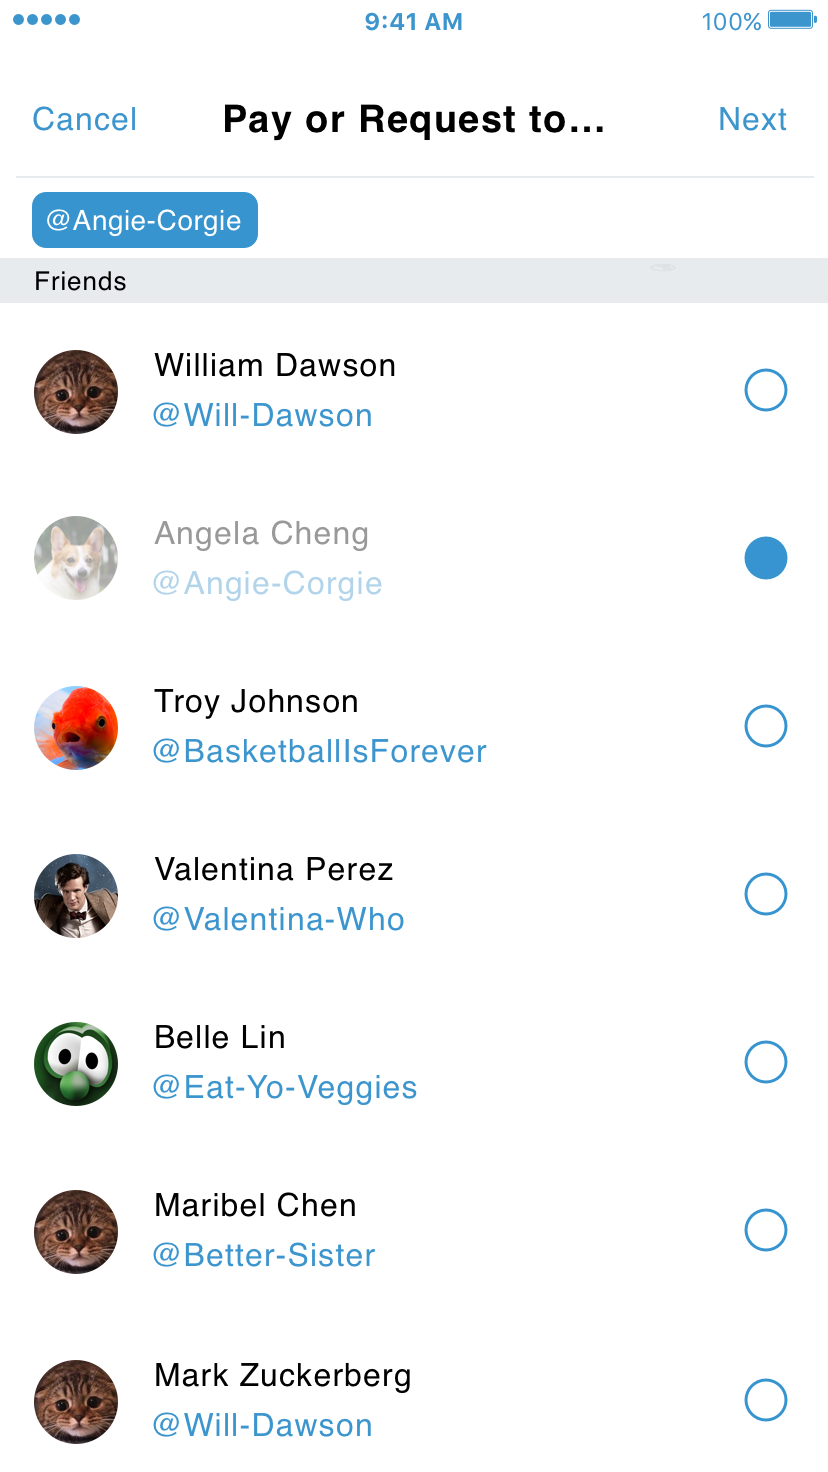 9:41 AM 100%
Cancel Pay or Request to... Next
@Angie-Corgie
Friends
William Dawson
@Will-Dawson
Angela Cheng
@Angie-Corgie
Troy Johnson
@BasketballIsForever
Valentina Perez
@Valentina-Who
Belle Lin
@Eat-Yo-Veggies
Maribel Chen
@Better-Sister
Mark Zuckerberg
@Will-Dawson